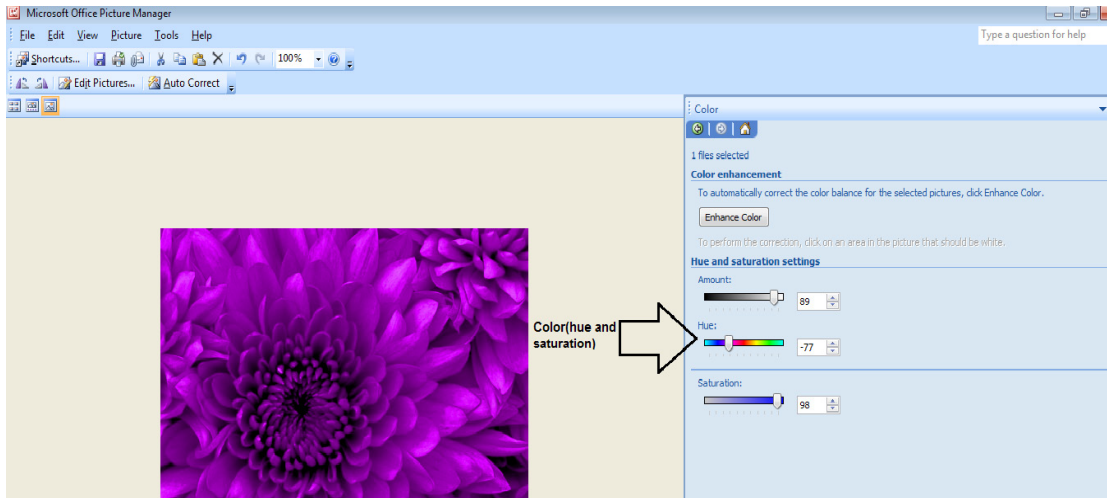 Microsoft Office Picture Manager
File Edit View Picture Tools Help
Type a question for help
Shortcuts... 100%
Edit Pictures... Auto Correct
Color
1 files selected
Color enhancement
To automatically correct the color balance for the selected pictures, click Enhance Color.
Enhance Color
To perform the correction, click on an area in the picture that should be white.
Hue and saturation settings
Amount:
89
Color(hue and
saturation)
Hue:
-77
Saturation:
98